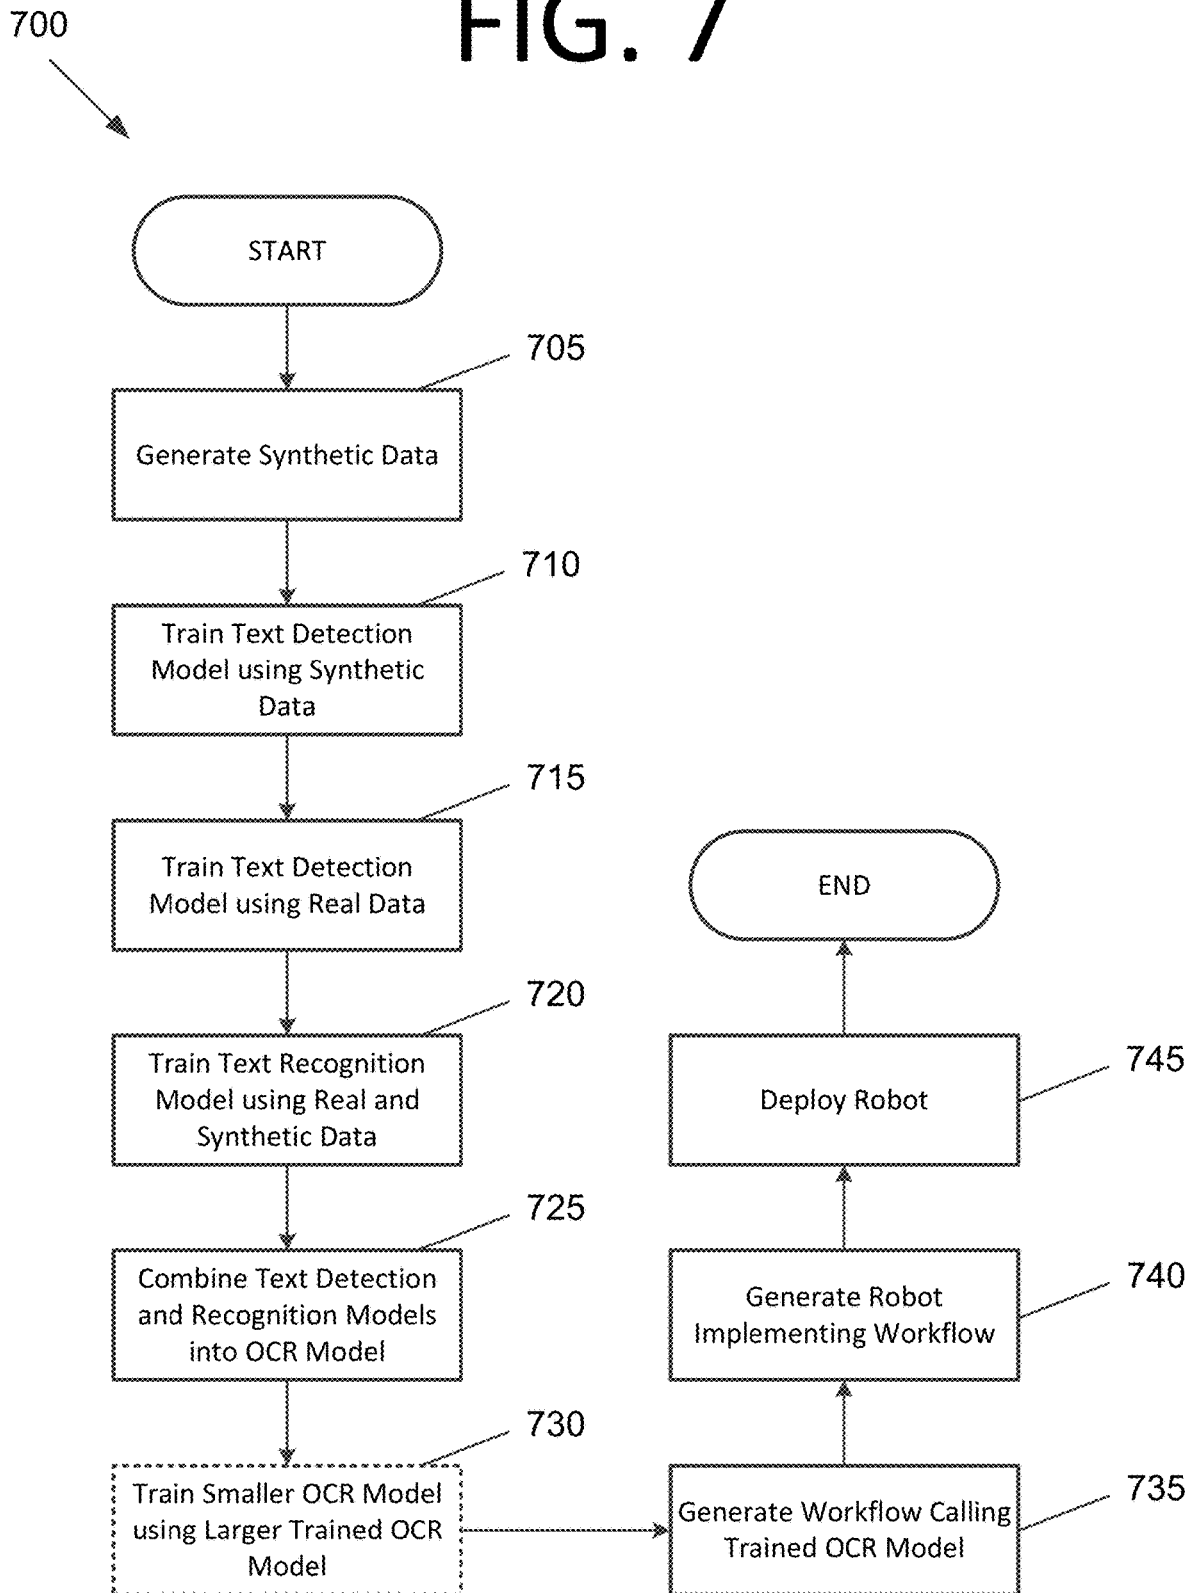 700
FIG. 7
START
705
Generate Synthetic Data
710
Train Text Detection
Model using Synthetic
Data
715
Train Text Detection
Model using Real Data
720
Train Text Recognition
Model using Real and
Synthetic Data
725
Combine Text Detection
and Recognition Models
into OCR Model
730
Train Smaller OCR Model
using Larger Trained OCR
Model
735
Generate Workflow Calling
Trained OCR Model
740
Generate Robot
Implementing Workflow
745
Deploy Robot
END